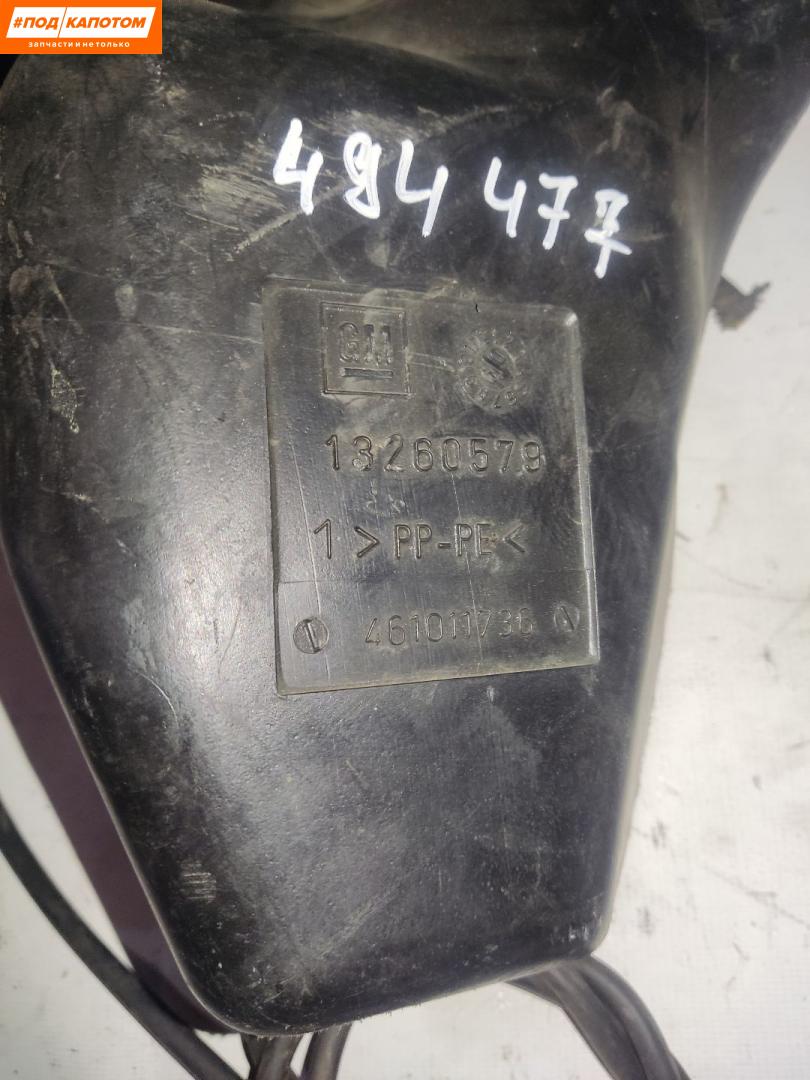 #ПОД КАПОТОМ
запчасти и не только
494 477
GM
13260579
1 >PP-PE<
461011736